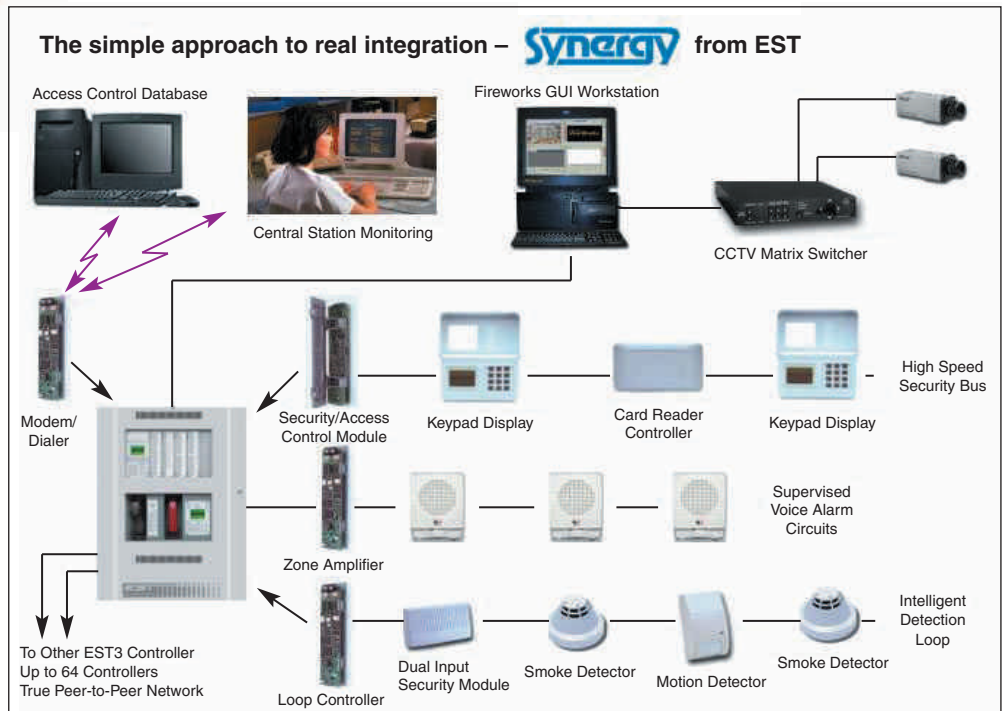 The simple approach to real integration – Synergy from EST
Access Control Database
Fireworks GUI Workstation
Central Station Monitoring
CCTV Matrix Switcher
Modem/
Dialer
Security/Access
Control Module
Keypad Display
Card Reader
Controller
Keypad Display
High Speed
Security Bus
Zone Amplifier
Supervised
Voice Alarm
Circuits
To Other EST3 Controller
Up to 64 Controllers
True Peer-to-Peer Network
Loop Controller
Dual Input
Security Module
Smoke Detector
Motion Detector
Smoke Detector
Intelligent
Detection
Loop